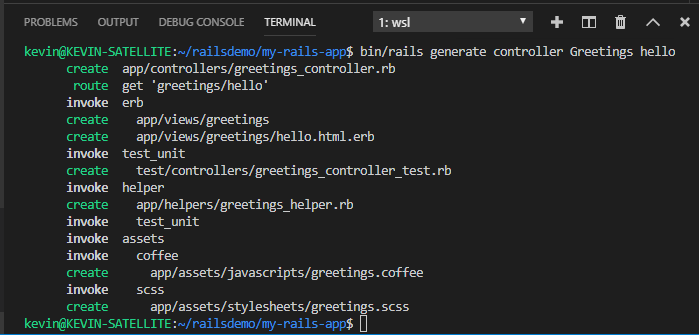 PROBLEMS OUTPUT DEBUG CONSOLE TERMINAL 1: wsl
kevin@KEVIN-SATELLITE:~/railsdemo/my-rails-app$ bin/rails generate controller Greetings hello
create app/controllers/greetings_controller.rb
route get 'greetings/hello'
invoke erb
create app/views/greetings
create app/views/greetings/hello.html.erb
invoke test_unit
create test/controllers/greetings_controller_test.rb
invoke helper
create app/helpers/greetings_helper.rb
invoke test_unit
invoke assets
invoke coffee
create app/assets/javascripts/greetings.coffee
invoke scss
create app/assets/stylesheets/greetings.scss
kevin@KEVIN-SATELLITE:~/railsdemo/my-rails-app$